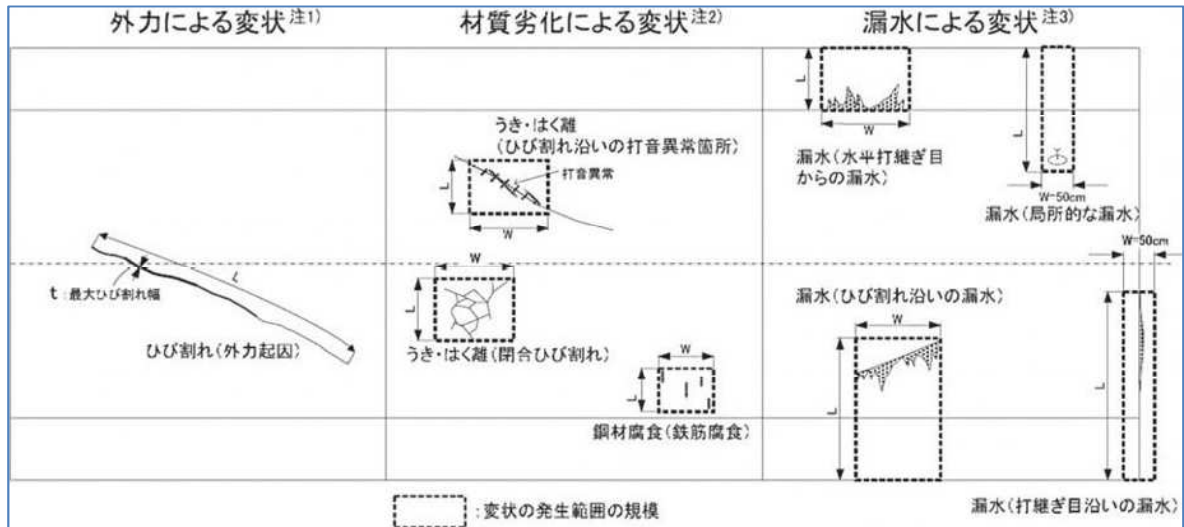 外力による変状注1)
材質劣化による変状注2)
漏水による変状注3)
L
t:最大ひび割れ幅
ひび割れ(外力起因)
うき・はく離
(ひび割れ沿いの打音異常箇所)
打音異常
L
W
W
L
うき・はく離(閉合ひび割れ)
W
L
鋼材腐食(鉄筋腐食)
L
W
漏水(水平打継ぎ目
からの漏水)
L
W=50cm
漏水(局所的な漏水)
W=50cm
漏水(ひび割れ沿いの漏水)
W
L
L
漏水(打継ぎ目沿いの漏水)
:変状の発生範囲の規模